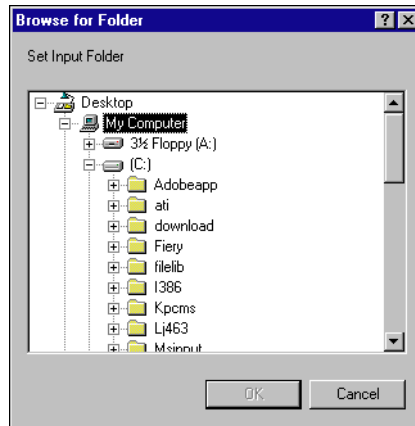 Browse for Folder
Set Input Folder
Desktop
My Computer
3½ Floppy (A:)
(C:)
Adobeapp
ati
download
Fiery
filelib
I386
Kpcms
Lj463
Msinput
OK
Cancel